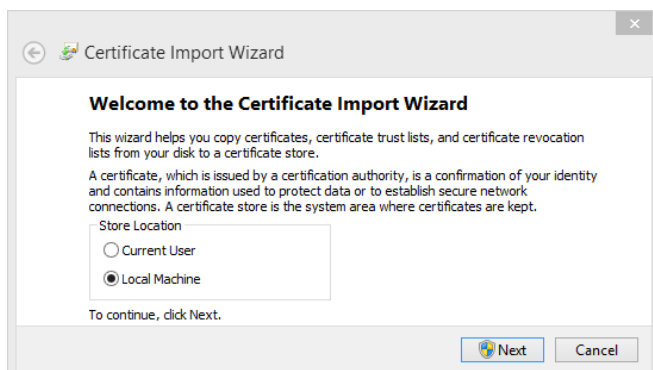 Certificate Import Wizard
Welcome to the Certificate Import Wizard
This wizard helps you copy certificates, certificate trust lists, and certificate revocation
lists from your disk to a certificate store.
A certificate, which is issued by a certification authority, is a confirmation of your identity
and contains information used to protect data or to establish secure network
connections. A certificate store is the system area where certificates are kept.
Store Location
Current User
Local Machine
To continue, click Next.
Next Cancel